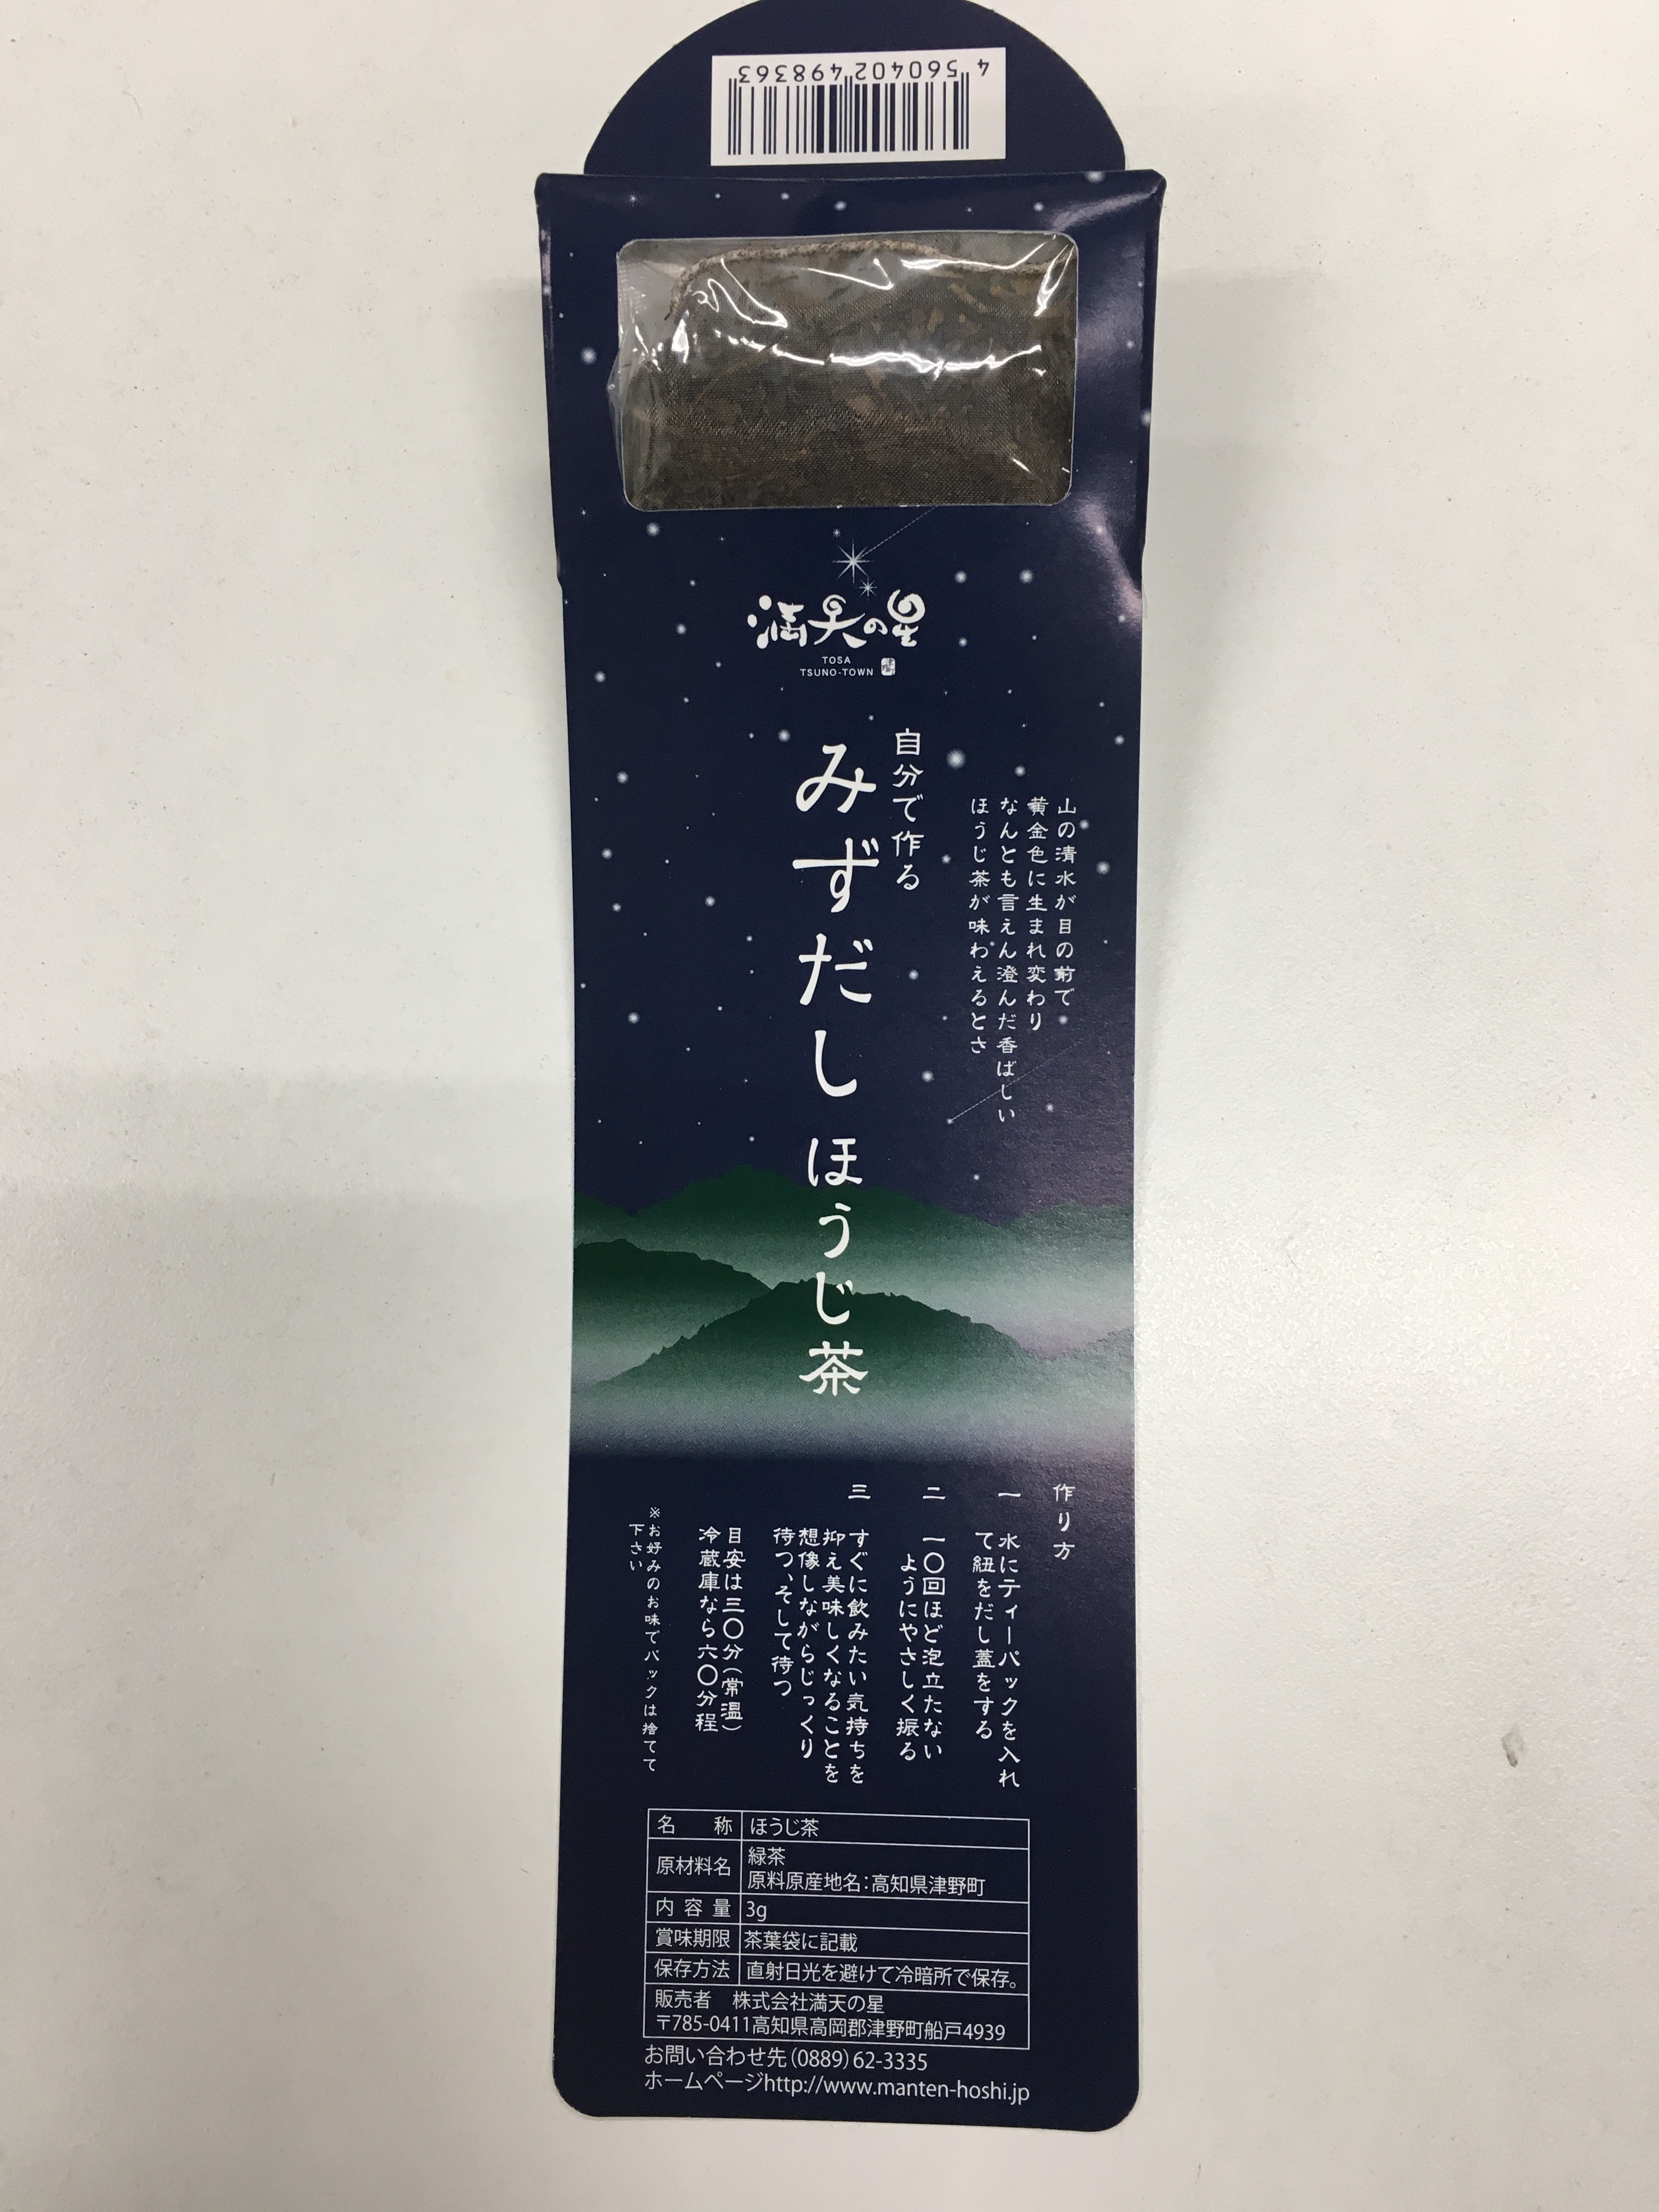 4 560402 498363
満天の星
TOSA
TSUNO-TOWN
山の清水が目の前で
黄金色に生まれ変わり
なんとも言えん澄んだ香ばしい
ほうじ茶が味わえるとさ
自分で作る
みずだしほうじ茶
作り方
一 水にティーパックを入れ
て紐をだし蓋をする
二 一〇回ほど泡立たない
ようにやさしく振る
三 すぐに飲みたい気持ちを
抑え美味しくなることを
想像しながらじっくり
待つ、そして待つ
目安は三〇分(常温)
冷蔵庫なら六〇分程
※お好みのお味でパックは捨てて
下さい
名 称 ほうじ茶
原材料名 緑茶
原料原産地名：高知県津野町
内容量 3g
賞味期限 茶葉袋に記載
保存方法 直射日光を避けて冷暗所で保存。
販売者 株式会社満天の星
〒785-0411高知県高岡郡津野町船戸4939
お問い合わせ先(0889)62-3335
ホームページhttp://www.manten-hoshi.jp